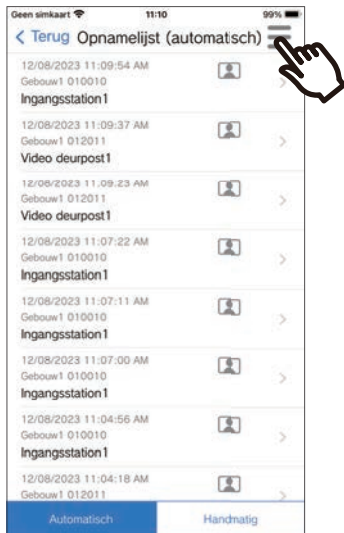 Geen simkaart 11:10 99%
Terug Opnamelijst (automatisch)
12/08/2023 11:09:54 AM
Gebouw1 010010
Ingangsstation1
12/08/2023 11:09:37 AM
Gebouw1 012011
Video deurpost1
12/08/2023 11:09:23 AM
Gebouw1 012011
Video deurpost1
12/08/2023 11:07:22 AM
Gebouw1 010010
Ingangsstation1
12/08/2023 11:07:11 AM
Gebouw1 010010
Ingangsstation1
12/08/2023 11:07:00 AM
Gebouw1 010010
Ingangsstation1
12/08/2023 11:04:56 AM
Gebouw1 010010
Ingangsstation1
12/08/2023 11:04:18 AM
Gebouw1 012011
Automatisch Handmatig